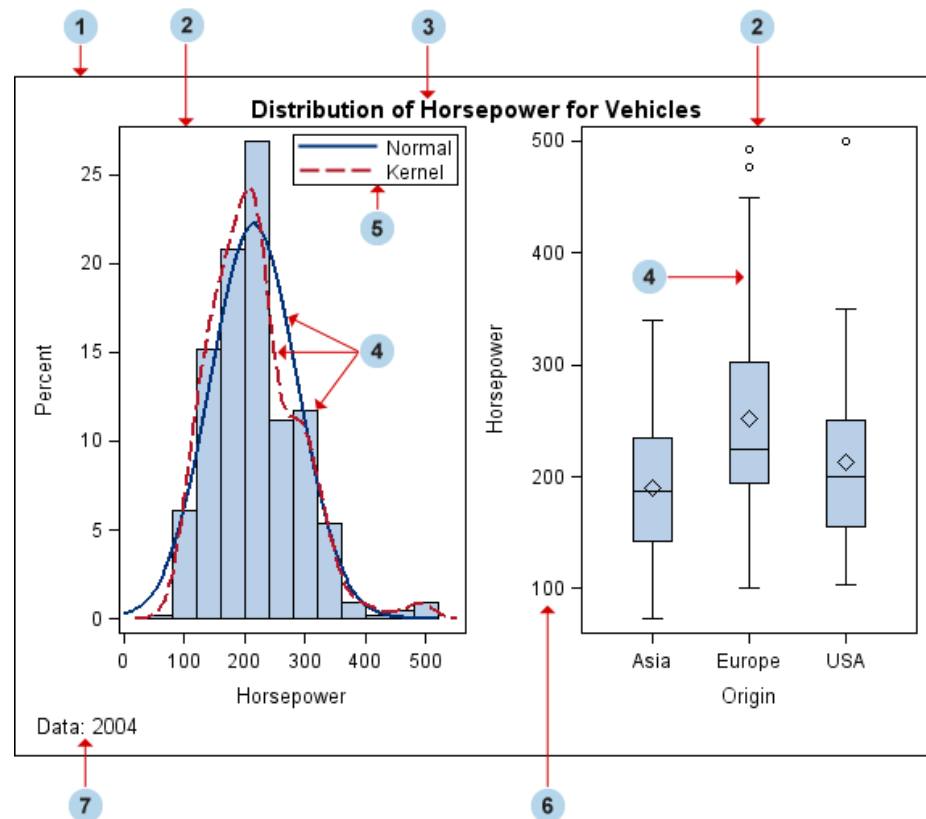 1 2 3 2
Distribution of Horsepower for Vehicles
Normal
Kernel
5
4
25
20
15
10
5
0
Percent
0 100 200 300 400 500
Horsepower
4
500
400
300
200
100
Horsepower
Asia Europe USA
Origin
Data: 2004
7 6